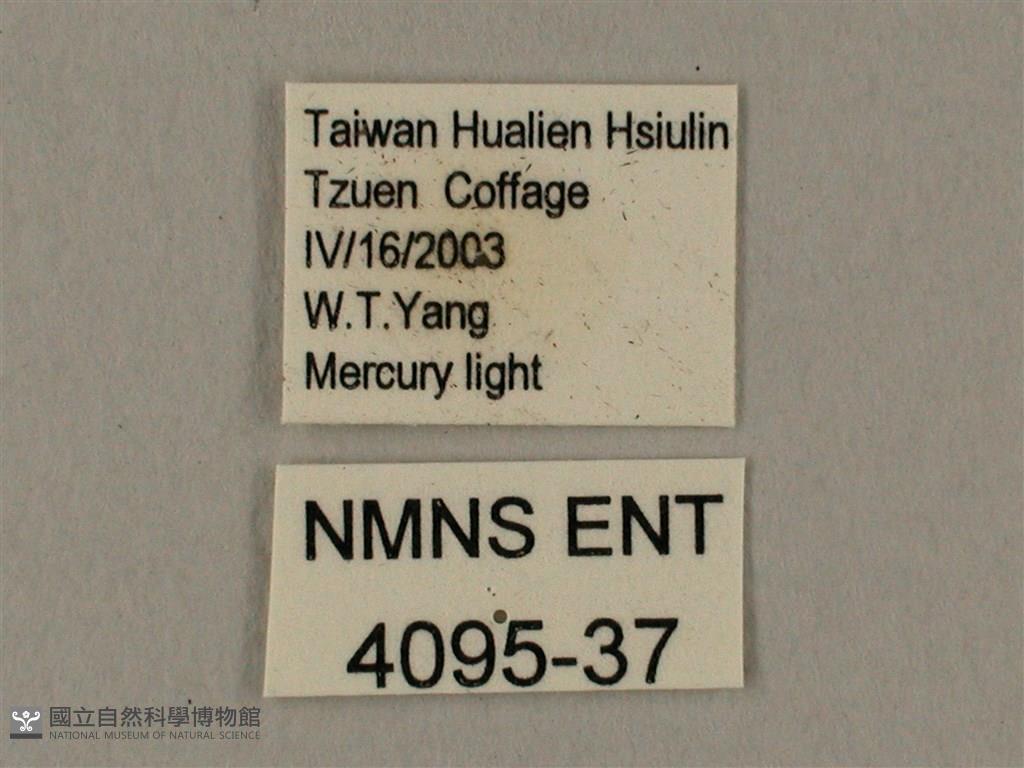 Taiwan Hualien Hsiulin
Tzuen Coffage
IV/16/2003
W.T.Yang
Mercury light
NMNS ENT
4095-37
國立自然科學博物館
NATIONAL MUSEUM OF NATURAL SCIENCE